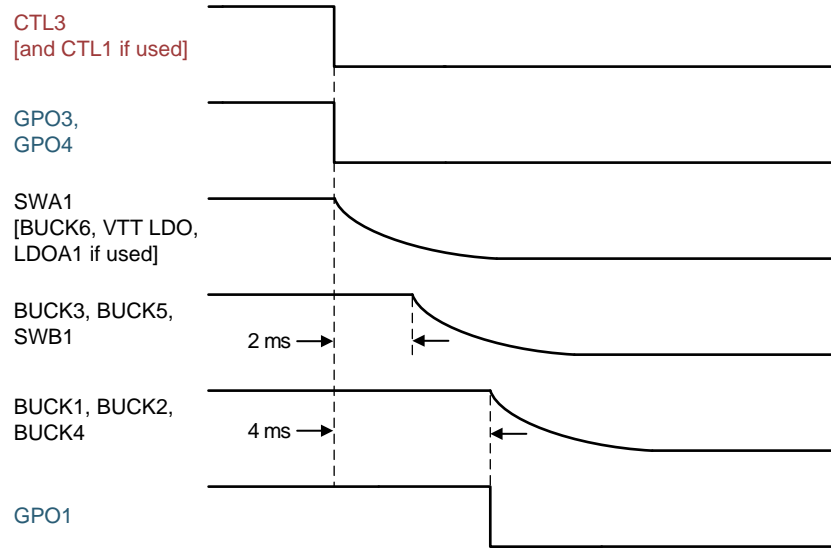 CTL3
[and CTL1 if used]
GPO3,
GPO4
SWA1
[BUCK6, VTT LDO,
LDOA1 if used]
BUCK3, BUCK5,
SWB1
2 ms
BUCK1, BUCK2,
BUCK4
4 ms
GPO1